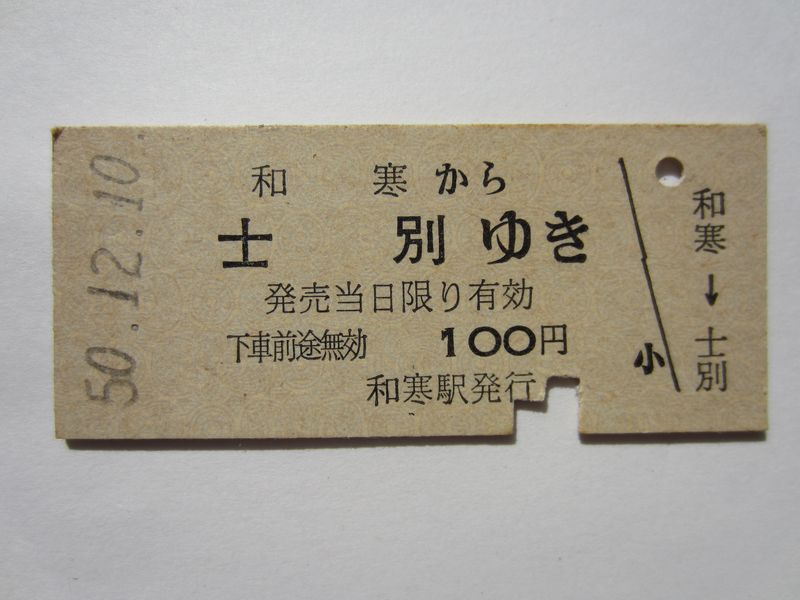 50.12.10.
和寒から
士別ゆき
発売当日限り有効
下車前途無効 100円
和寒駅発行
小
和寒→士別